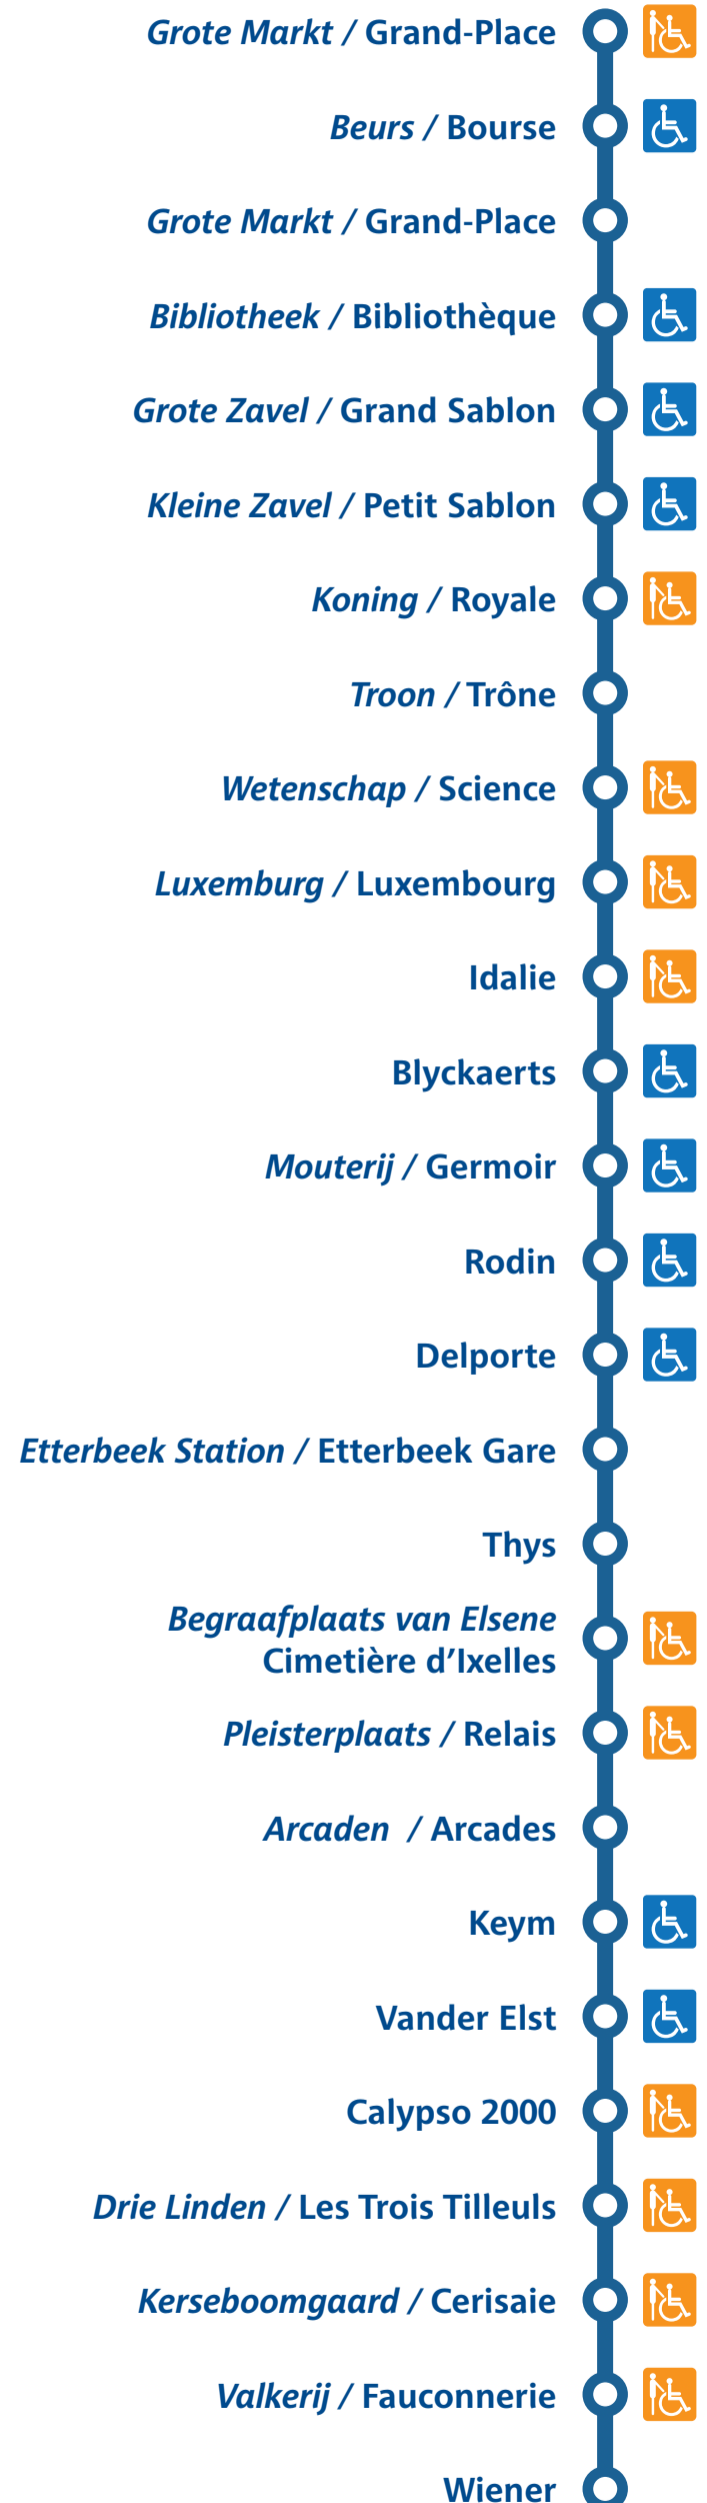 Grote Markt / Grand-Place
Beurs / Bourse
Grote Markt / Grand-Place
Bibliotheek / Bibliothèque
Grote Zavel / Grand Sablon
Kleine Zavel / Petit Sablon
Koning / Royale
Troon / Trône
Wetenschap / Science
Luxemburg / Luxembourg
Idalie
Blyckaerts
Mouterij / Germoir
Rodin
Delporte
Etterbeek Station / Etterbeek Gare
Thys
Begraafplaats van Elsene
Cimetière d’Ixelles
Pleisterplaats / Relais
Arcaden / Arcades
Keym
Vander Elst
Calypso 2000
Drie Linden / Les Trois Tilleuls
Kerseboomgaard / Cerisaie
Valkerij / Fauconnerie
Wiener